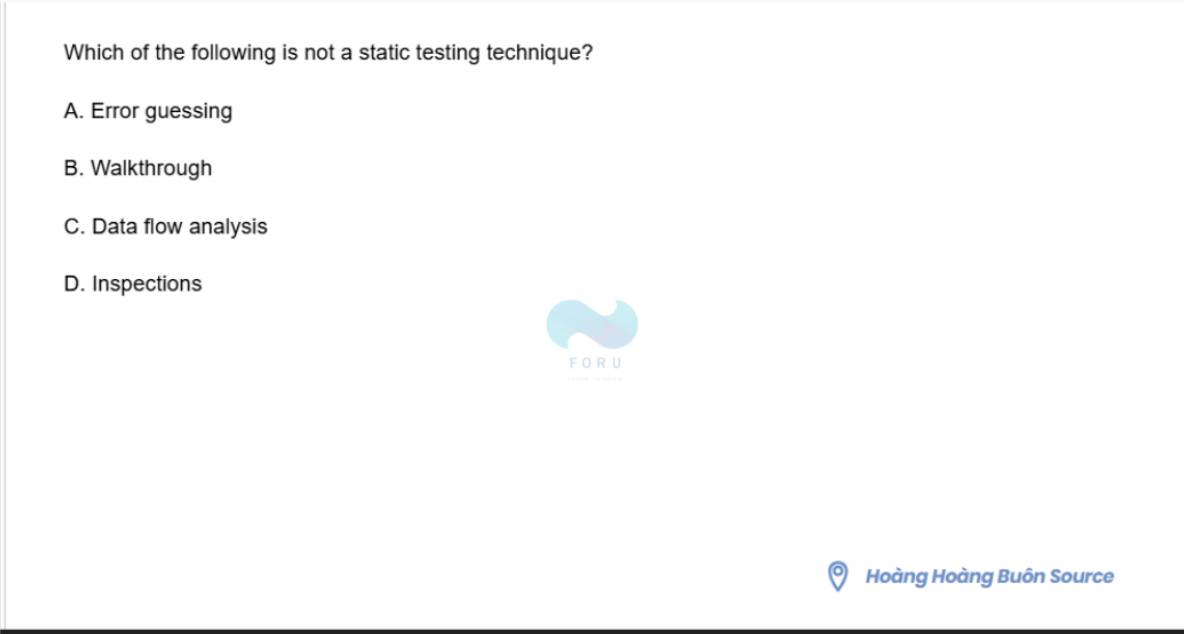 Which of the following is not a static testing technique?
A. Error guessing
B. Walkthrough
C. Data flow analysis
D. Inspections
FORU
Hoàng Hoàng Buôn Source